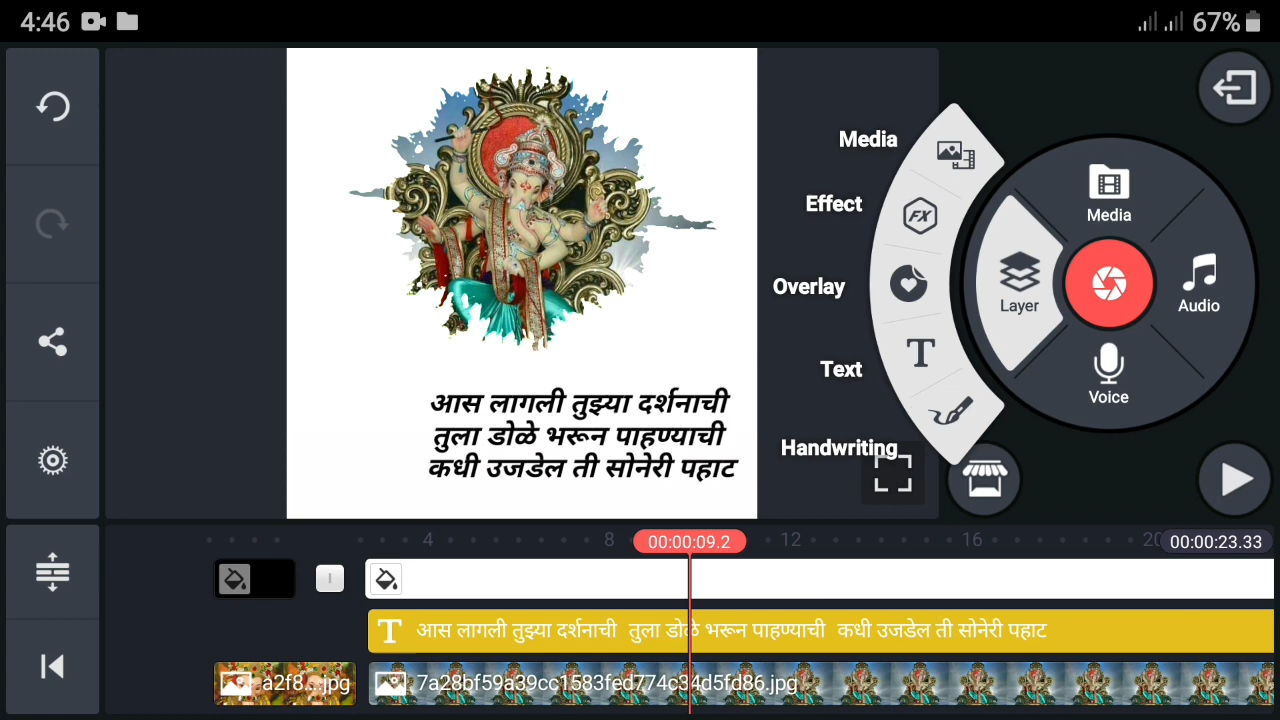 4:46
67%
Media
Effect
Overlay
Text
Handwriting
Media
Layer
Audio
Voice
FX
आस लागली तुझ्या दर्शनाची
तुला डोळे भरून पाहण्याची
कधी उजडेल ती सोनेरी पहाट
4
8
00:00:09.2
12
16
20
00:00:23.33
T आस लागली तुझ्या दर्शनाची तुला डोळे भरून पाहण्याची कधी उजडेल ती सोनेरी पहाट
a2f8...jpg
7a28bf59a39cc1583fed774c34d5fd86.jpg